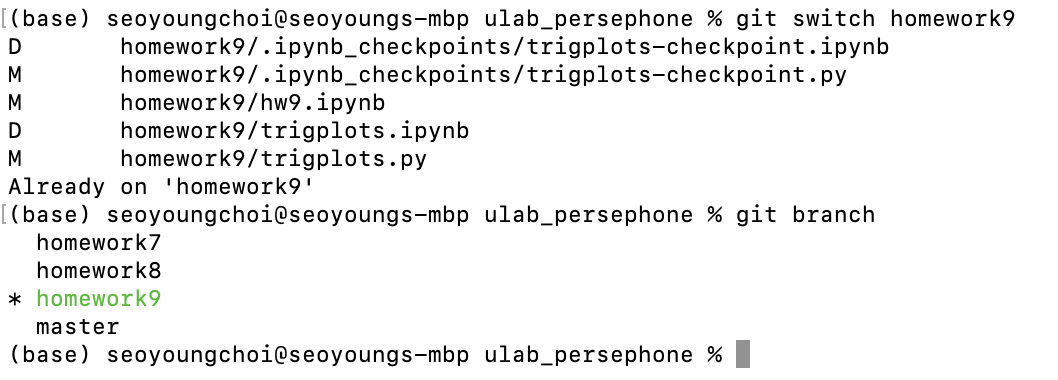 [(base) seoyoungchoi@seoyoungs-mbp ulab_persephone % git switch homework9
D       homework9/.ipynb_checkpoints/trigplots-checkpoint.ipynb
M       homework9/.ipynb_checkpoints/trigplots-checkpoint.py
M       homework9/hw9.ipynb
D       homework9/trigplots.ipynb
M       homework9/trigplots.py
Already on 'homework9'
[(base) seoyoungchoi@seoyoungs-mbp ulab_persephone % git branch
  homework7
  homework8
* homework9
  master
(base) seoyoungchoi@seoyoungs-mbp ulab_persephone %